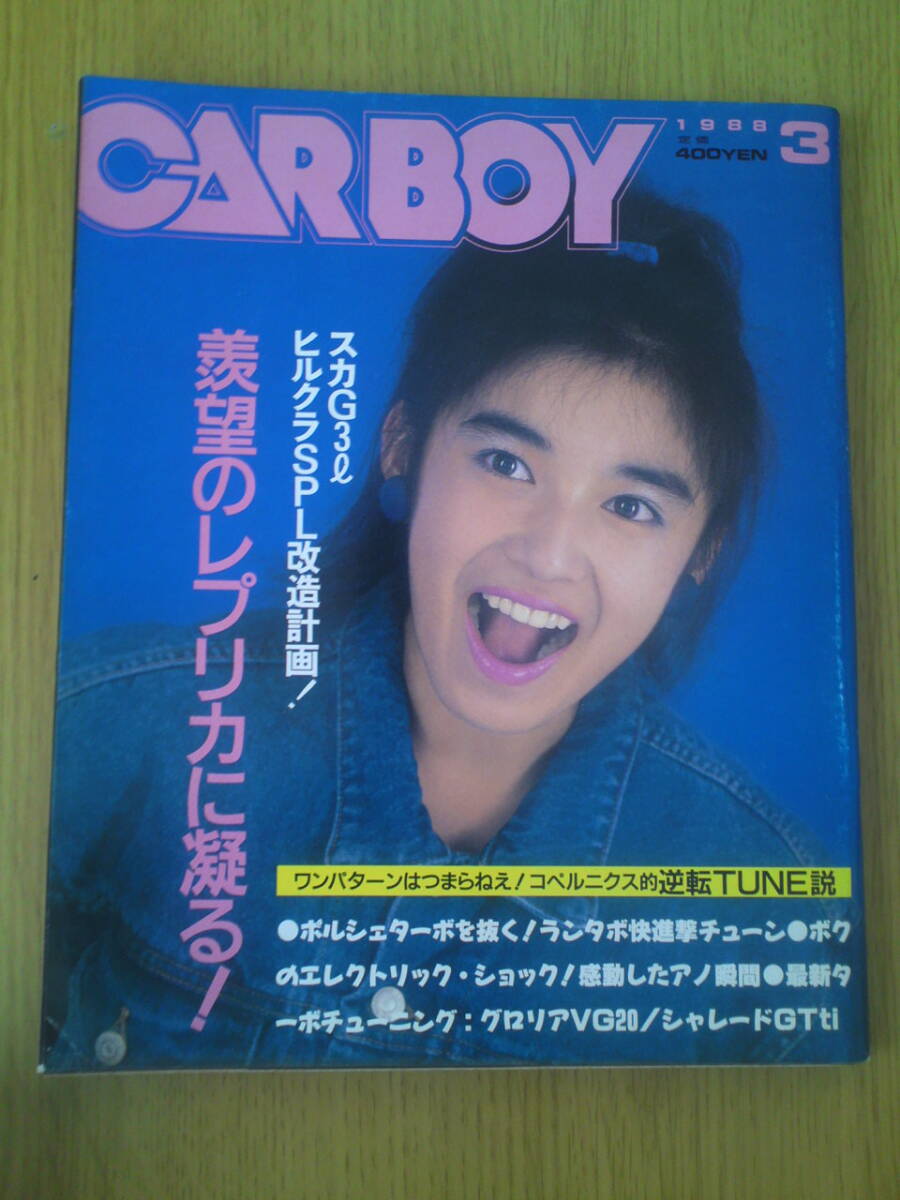 CARBOY
1988
定価
400YEN
3
スカG3ℓ
ヒルクラSPL改造計画!
羨望のレプリカに凝る!
ワンパターンはつまらねえ!コペルニクス的逆転TUNE説
●ポルシェターボを抜く!ランタボ快進撃チューン●ボク
のエレクトリック・ショック!感動したアノ瞬間●最新タ
ーボチューニング:グロリアVG20/シャレードGTti